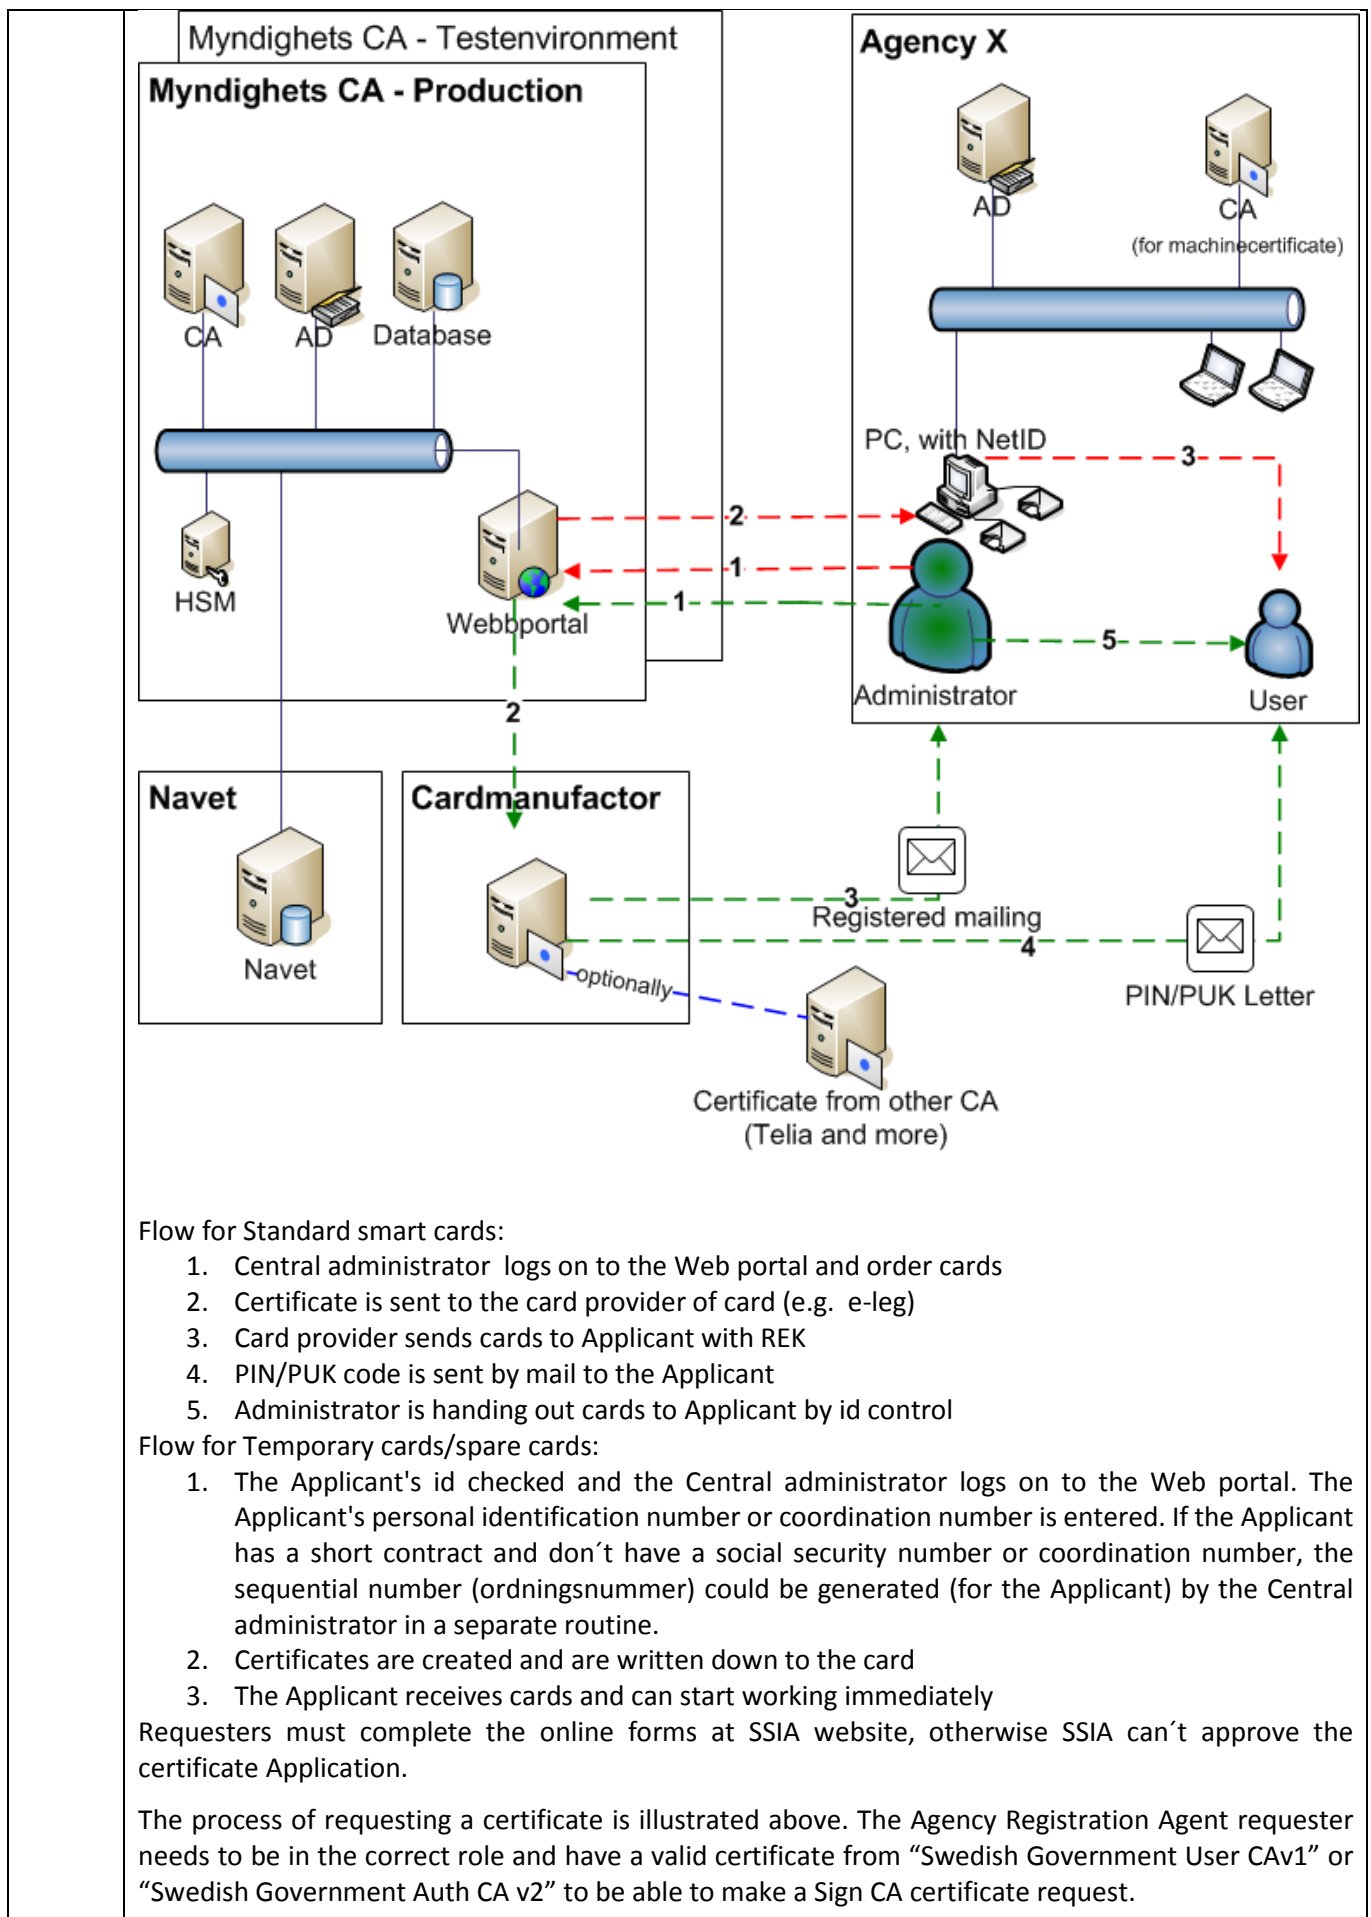 Myndighets CA - Testenvironment
Myndighets CA - Production
CA
AD
Database
HSM
Webbportal
Agency X
AD
CA
(for machinecertificate)
PC, with NetID
3
2
1
1
5
Administrator
User
2
Navet
Navet
Cardmanufactor
3
Registered mailing
4
PIN/PUK Letter
optionally
Certificate from other CA
(Telia and more)
Flow for Standard smart cards:
1. Central administrator logs on to the Web portal and order cards
2. Certificate is sent to the card provider of card (e.g. e-leg)
3. Card provider sends cards to Applicant with REK
4. PIN/PUK code is sent by mail to the Applicant
5. Administrator is handing out cards to Applicant by id control
Flow for Temporary cards/spare cards:
1. The Applicant's id checked and the Central administrator logs on to the Web portal. The
Applicant's personal identification number or coordination number is entered. If the Applicant
has a short contract and don´t have a social security number or coordination number, the
sequential number (ordningsnummer) could be generated (for the Applicant) by the Central
administrator in a separate routine.
2. Certificates are created and are written down to the card
3. The Applicant receives cards and can start working immediately
Requesters must complete the online forms at SSIA website, otherwise SSIA can´t approve the
certificate Application.
The process of requesting a certificate is illustrated above. The Agency Registration Agent requester
needs to be in the correct role and have a valid certificate from “Swedish Government User CAv1” or
“Swedish Government Auth CA v2” to be able to make a Sign CA certificate request.